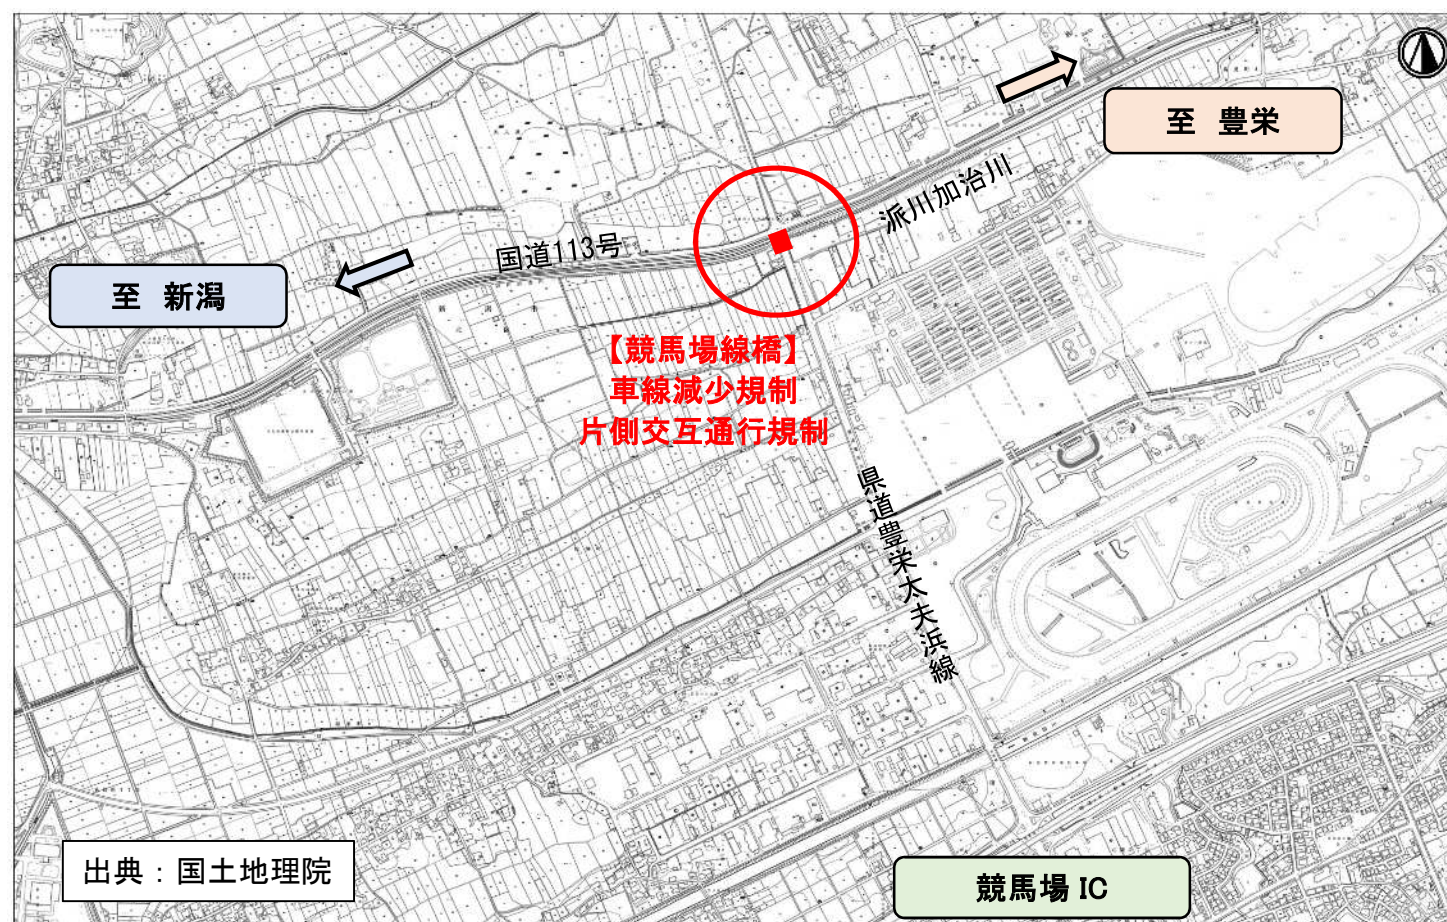 至 豊栄
派川加治川
国道113号
至 新潟
【競馬場線橋】
車線減少規制
片側交互通行規制
県道豊栄太夫浜線
出典：国土地理院
競馬場 IC